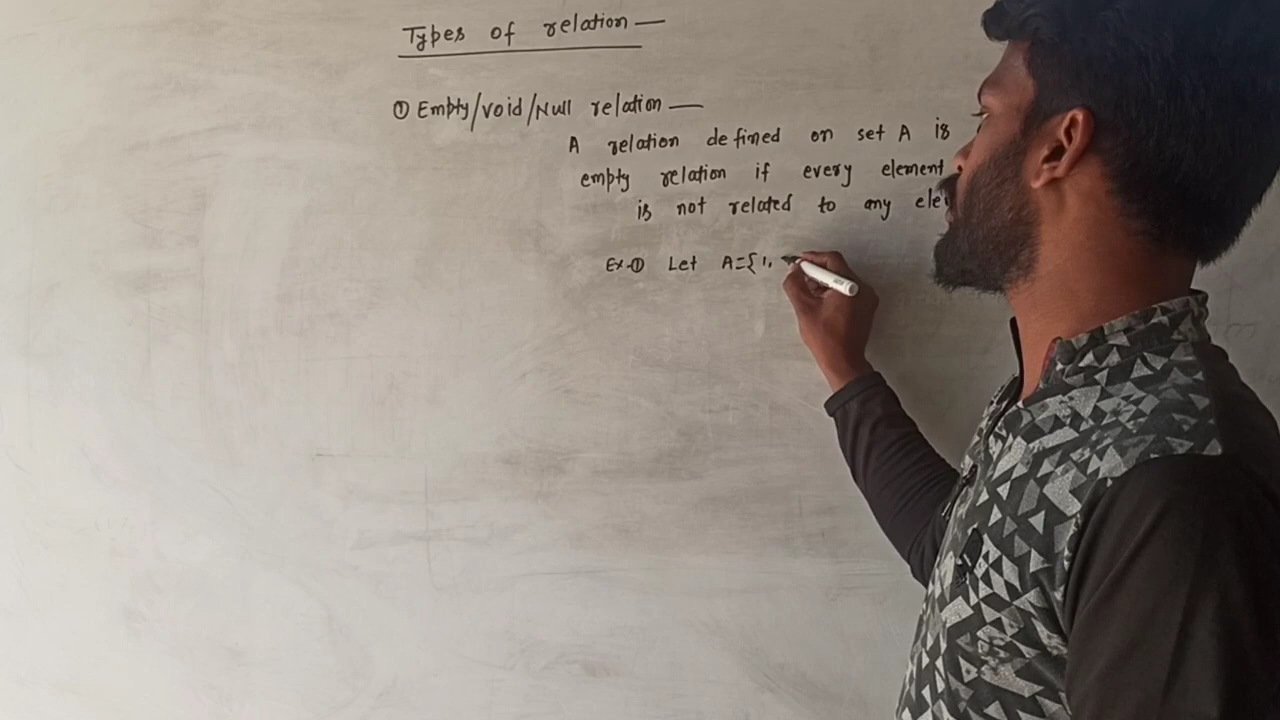 Types of relation —
① Empty/void/Null relation —
A relation defined on set A is
empty relation if every element
is not related to any
Ex-① Let A={1,